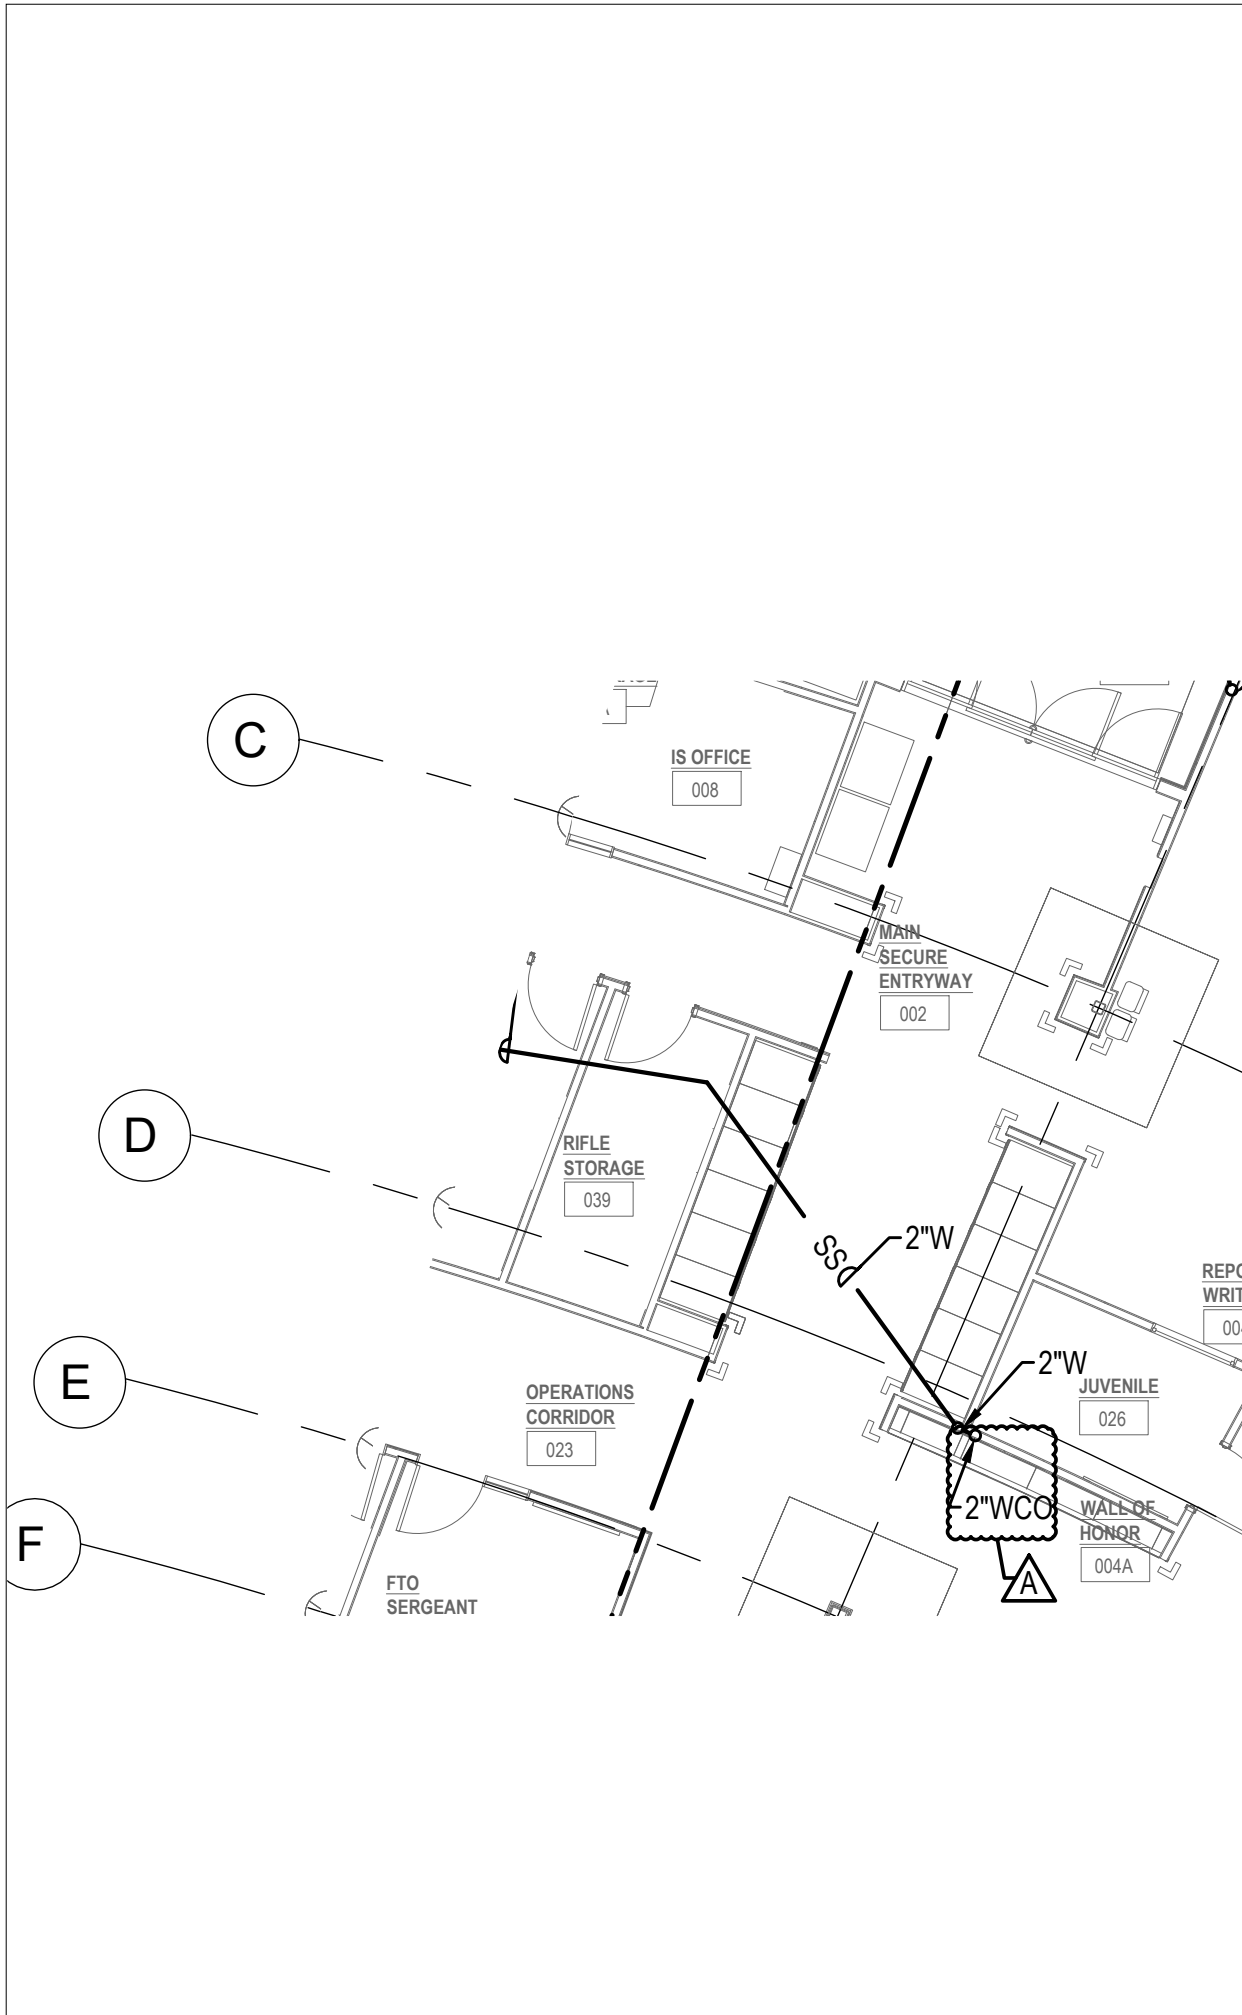 C
IS OFFICE
008
MAIN
SECURE
ENTRYWAY
002
D
RIFLE
STORAGE
039
SS
2"W
E
2"W
JUVENILE
026
OPERATIONS
CORRIDOR
023
2"WCO
WALL OF
HONOR
004A
F
A
FTO
SERGEANT